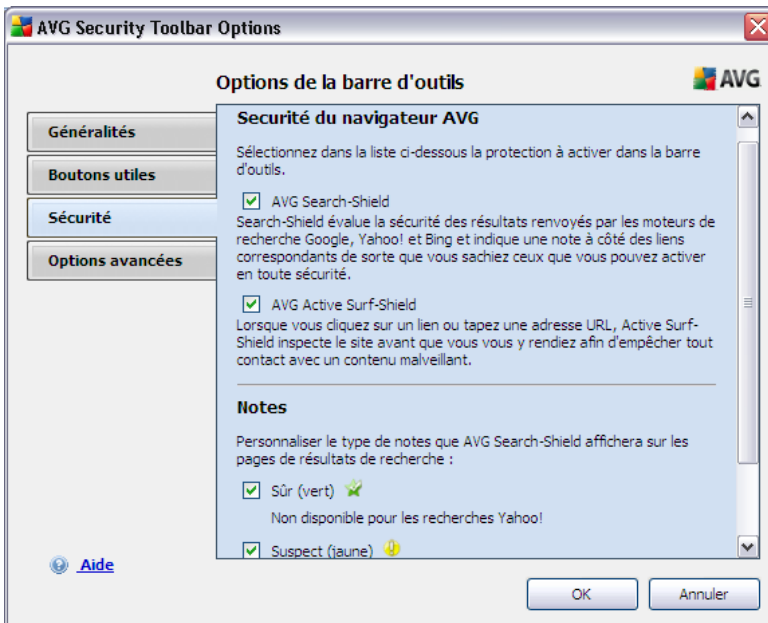 AVG Security Toolbar Options
Options de la barre d'outils
AVG
Généralités
Boutons utiles
Sécurité
Options avancées
Securité du navigateur AVG
Sélectionnez dans la liste ci-dessous la protection à activer dans la barre
d'outils.
AVG Search-Shield
Search-Shield évalue la sécurité des résultats renvoyés par les moteurs de
recherche Google, Yahoo! et Bing et indique une note à côté des liens
correspondants de sorte que vous sachiez ceux que vous pouvez activer
en toute sécurité.
AVG Active Surf-Shield
Lorsque vous cliquez sur un lien ou tapez une adresse URL, Active Surf-
Shield inspecte le site avant que vous vous y rendiez afin d'empêcher tout
contact avec un contenu malveillant.
Notes
Personnaliser le type de notes que AVG Search-Shield affichera sur les
pages de résultats de recherche :
Sûr (vert)
Non disponible pour les recherches Yahoo!
Suspect (jaune)
Aide
OK
Annuler